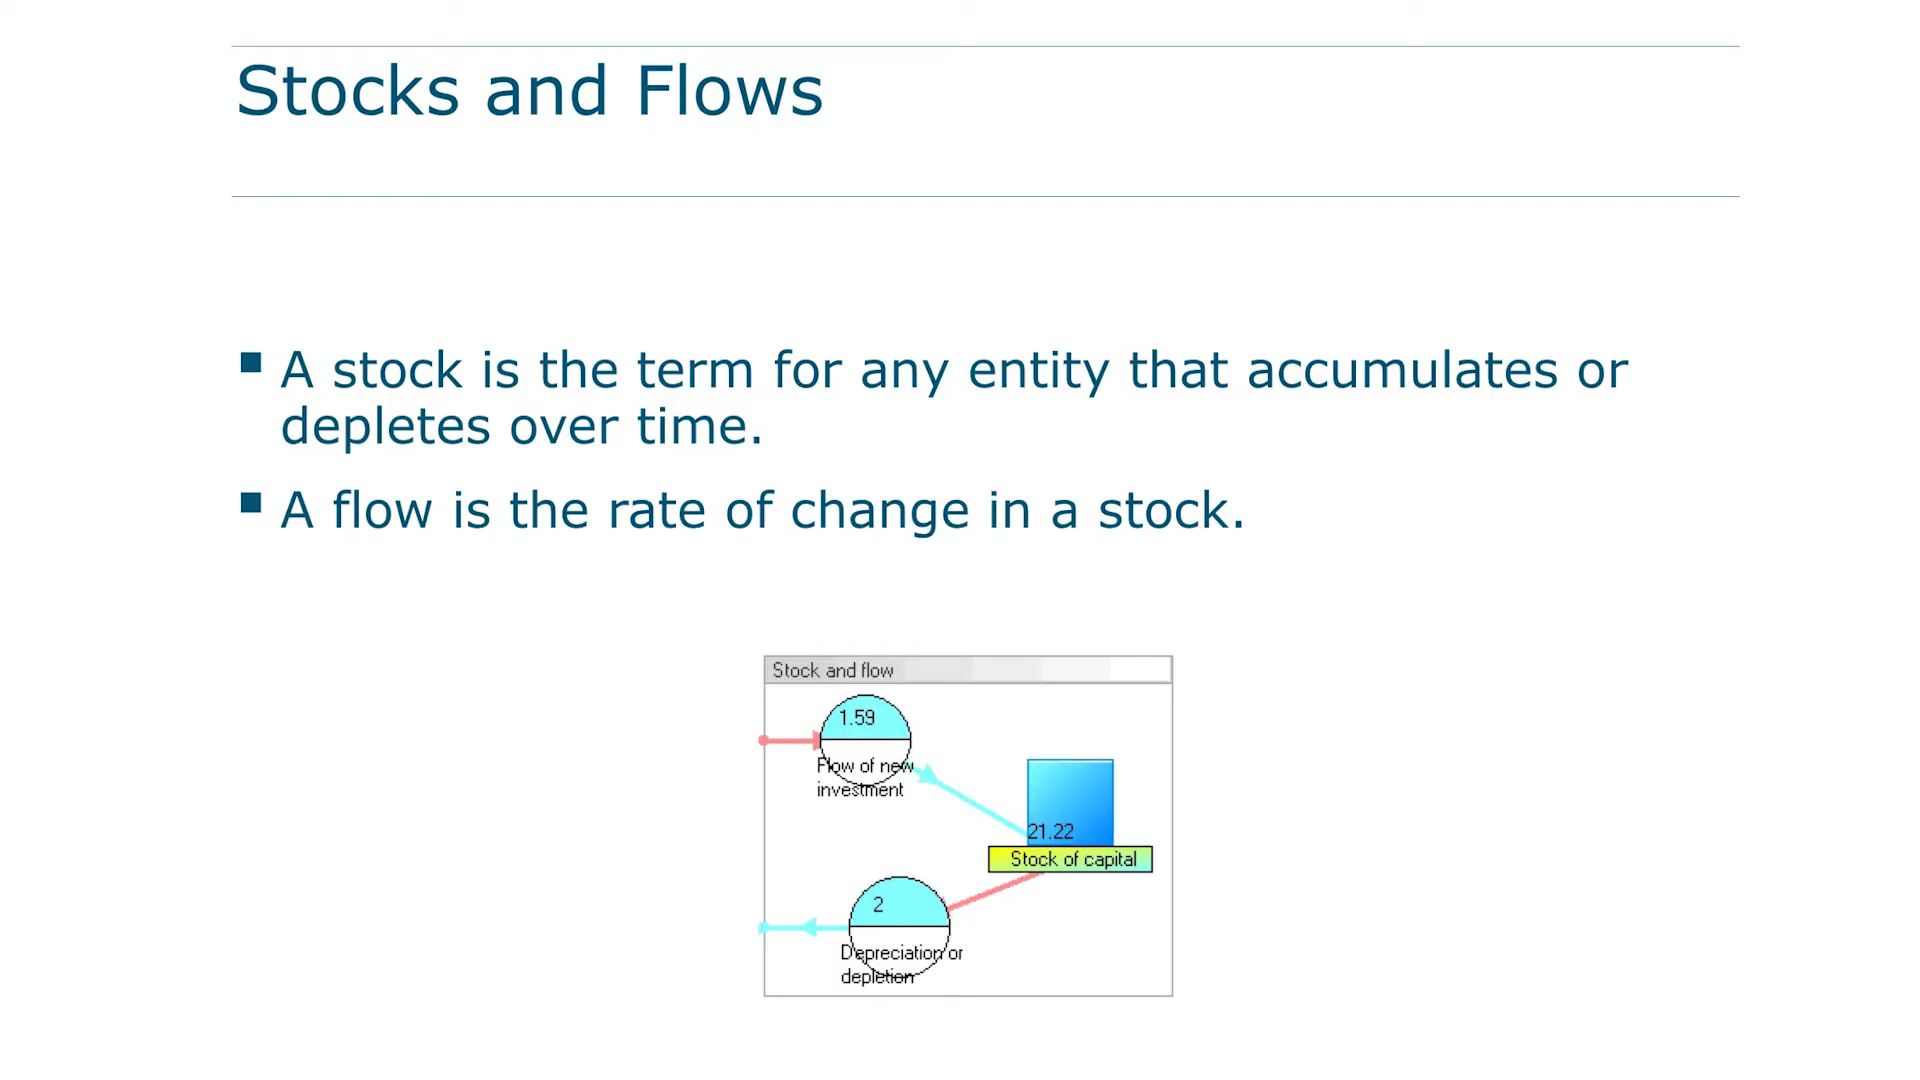 Stocks and Flows
A stock is the term for any entity that accumulates or
depletes over time.
A flow is the rate of change in a stock.
Stock and flow
1.59
Flow of new
investment
21.22
Stock of capital
2
Depreciation or
depletion